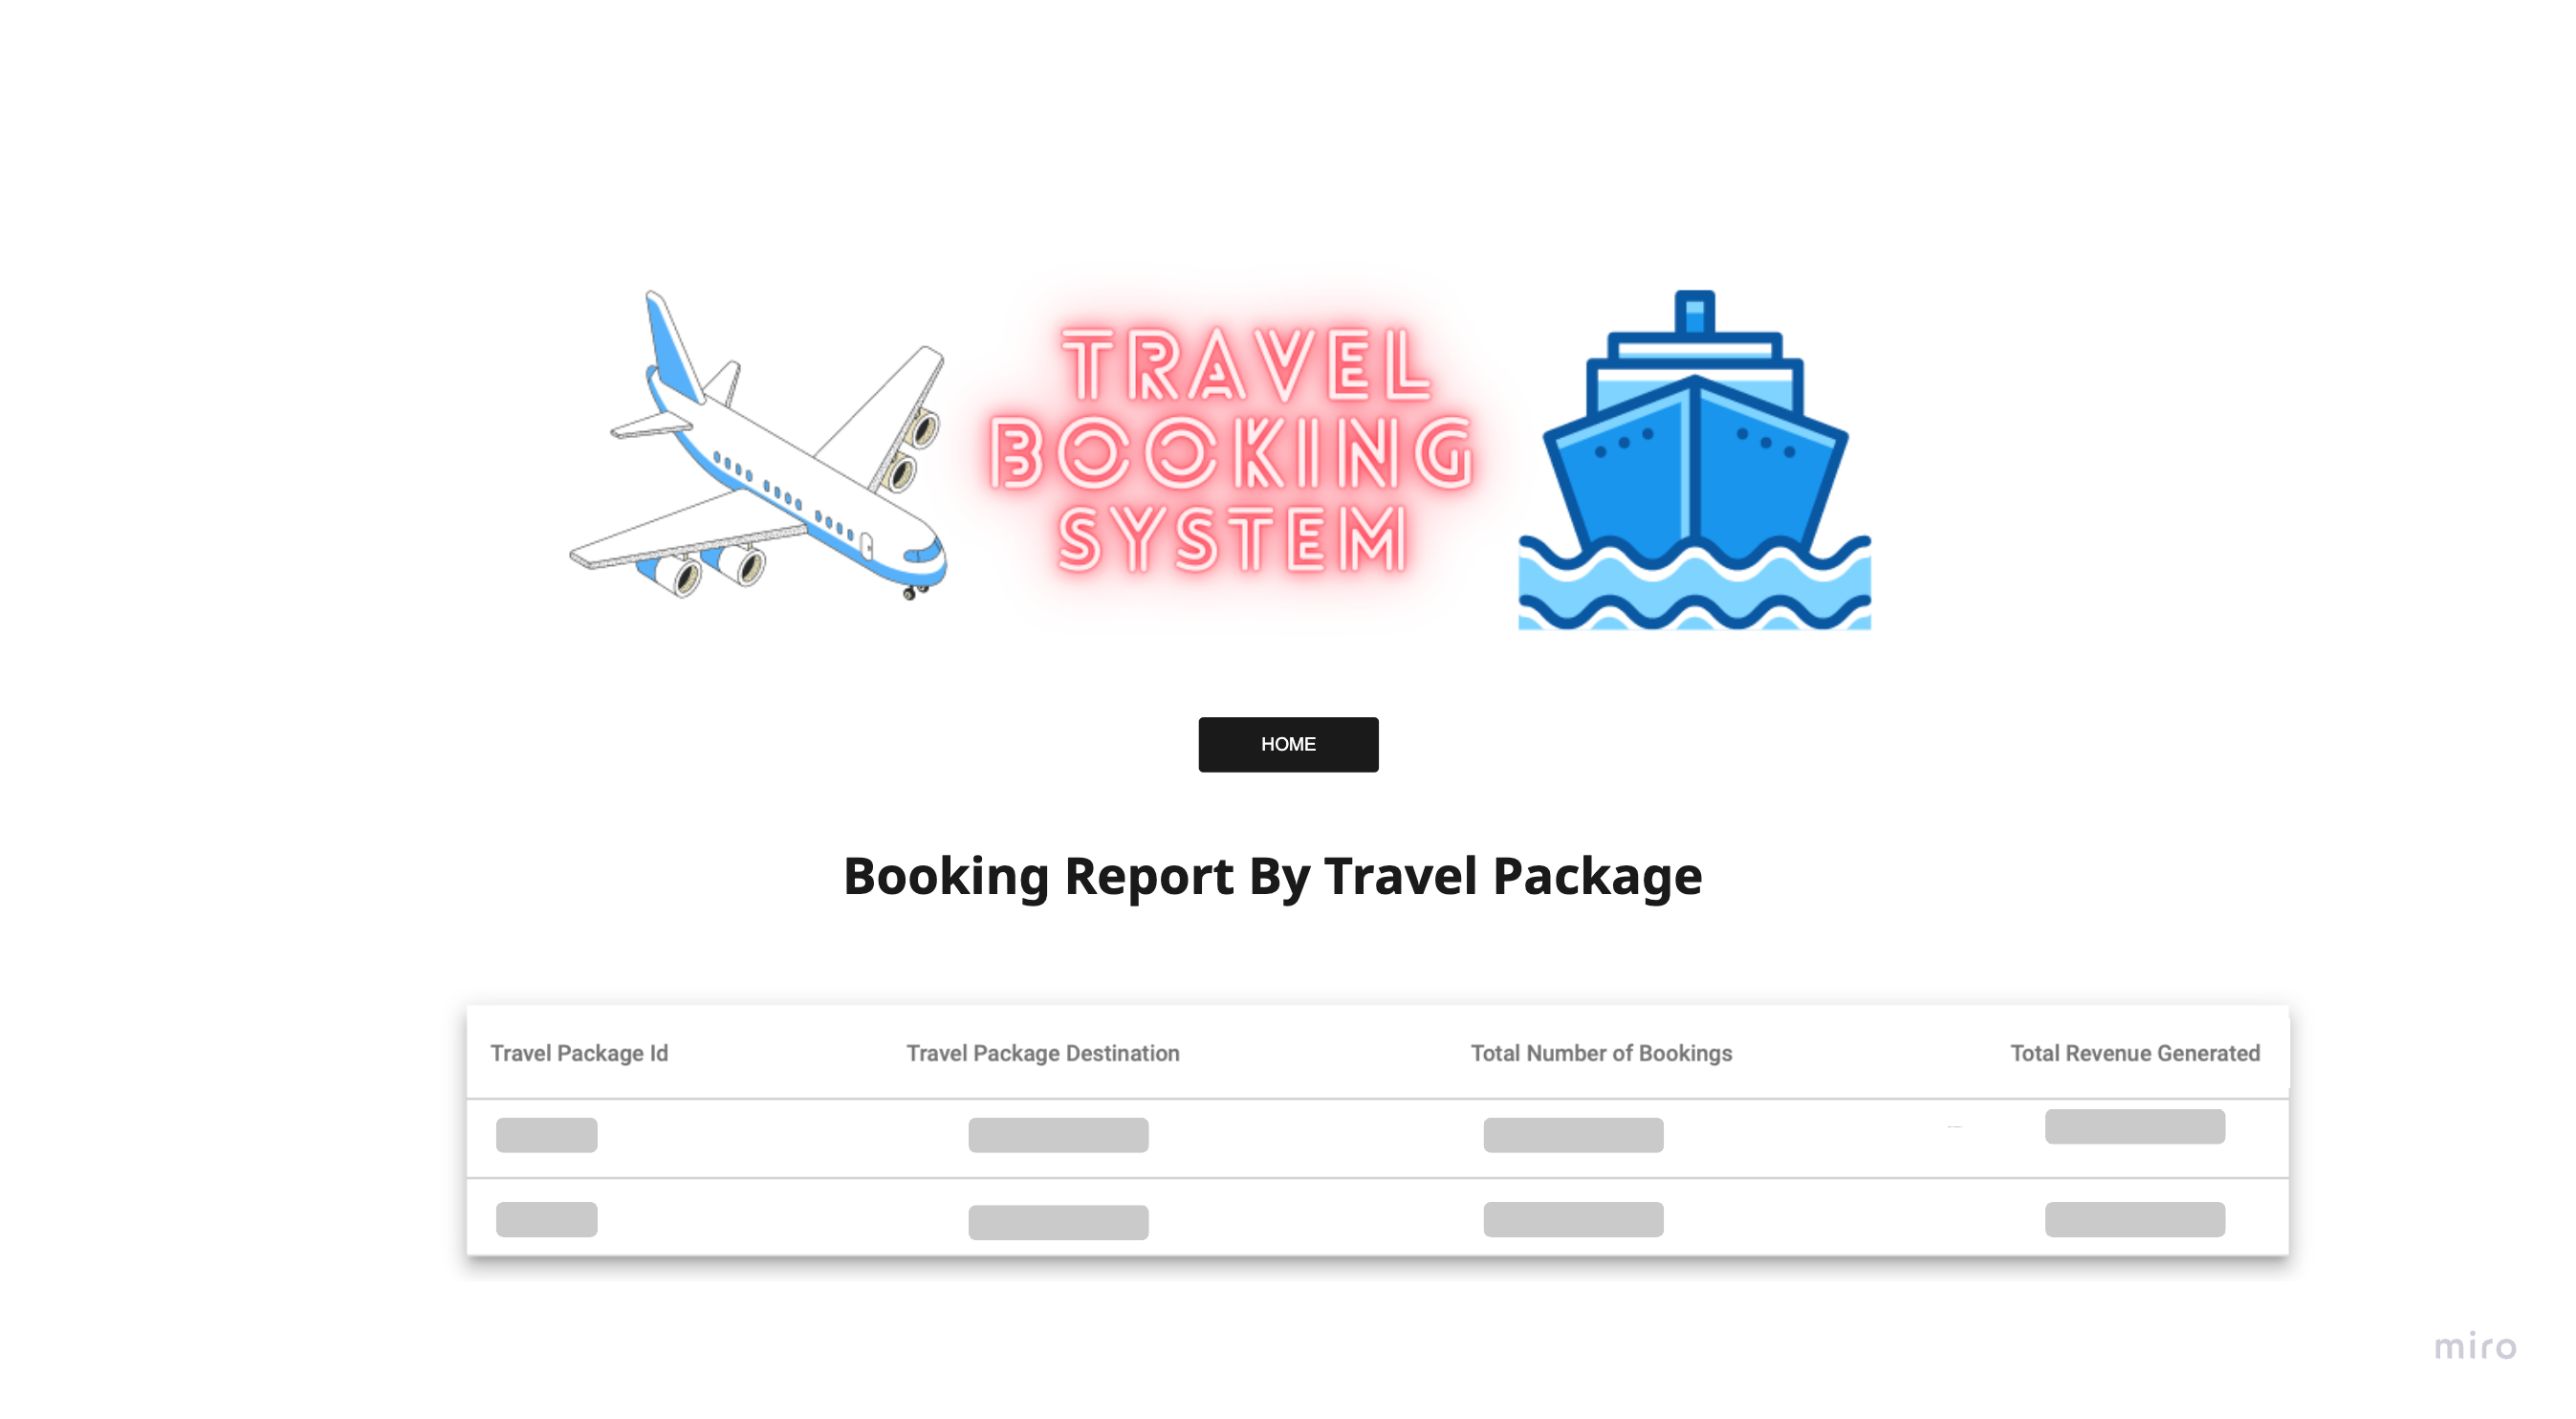 TRAVEL
BOOKING
SYSTEM
HOME
Booking Report By Travel Package
Travel Package Id Travel Package Destination Total Number of Bookings Total Revenue Generated
miro